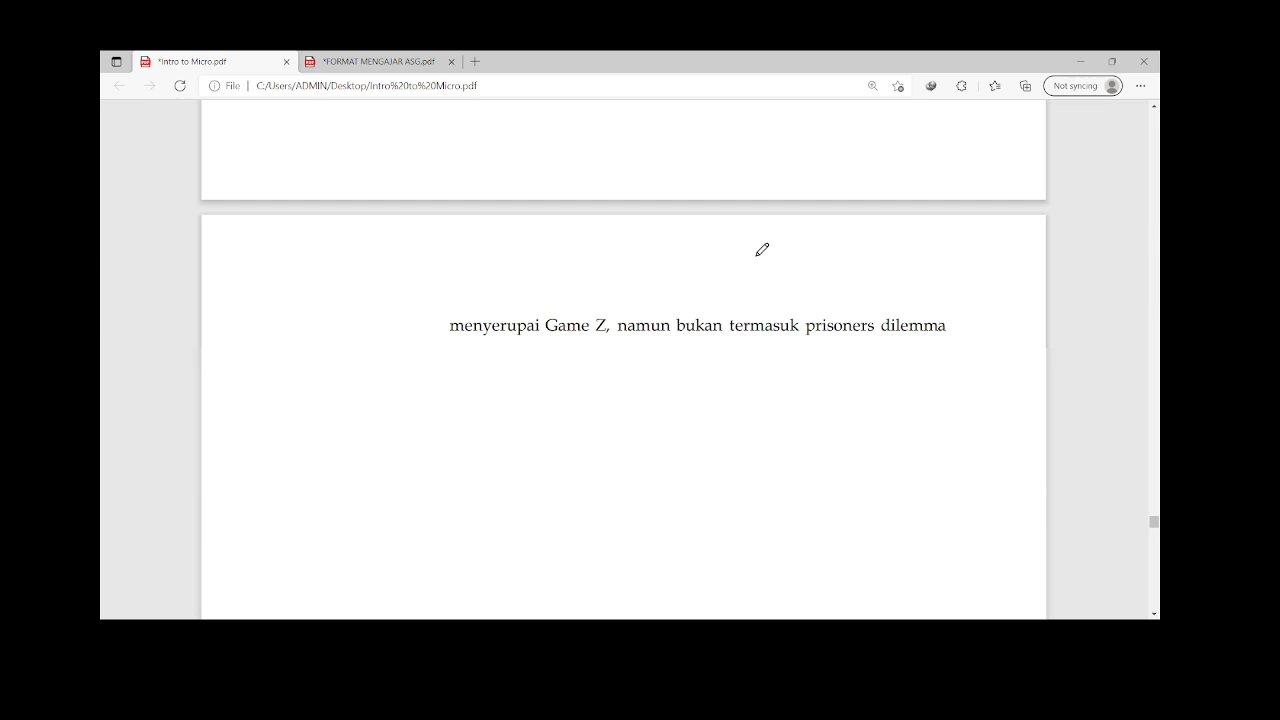 *Intro to Micro.pdf
*FORMAT MENGAJAR ASG.pdf
File
C:/Users/ADMIN/Desktop/Intro%20to%20Micro.pdf
Not syncing
menyerupai Game Z, namun bukan termasuk prisoners dilemma